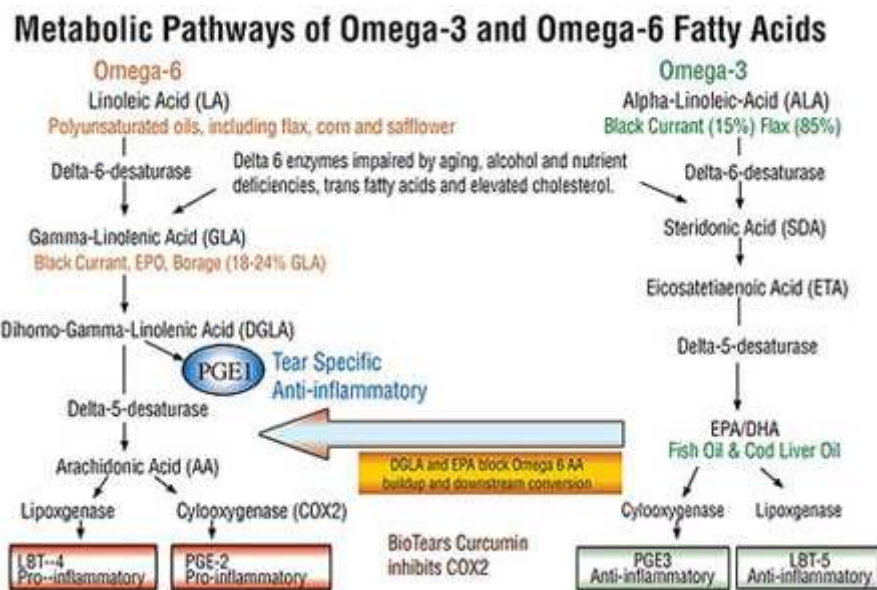 Metabolic Pathways of Omega-3 and Omega-6 Fatty Acids
Omega-6
Linoleic Acid (LA)
Polyunsaturated oils, including flax, corn and safflower
Delta-6-desaturase
Gamma-Linolenic Acid (GLA)
Black Currant, EPO, Borage (18-24% GLA)
Dihomo-Gamma-Linolenic Acid (DGLA)
PGE1
Tear Specific
Anti-inflammatory
Delta-5-desaturase
Arachidonic Acid (AA)
Lipoxgenase
Cylooxygenase (COX2)
LBT--4
Pro--inflammatory
PGE-2
Pro-inflammatory
Delta 6 enzymes impaired by aging, alcohol and nutrient
deficiencies, trans fatty acids and elevated cholesterol.
DGLA and EPA block Omega 6 AA
buildup and downstream conversion
BioTears Curcumin
inhibits COX2
Omega-3
Alpha-Linoleic-Acid (ALA)
Black Currant (15%) Flax (85%)
Delta-6-desaturase
Steridonic Acid (SDA)
Eicosatetiaenoic Acid (ETA)
Delta-5-desaturase
EPA/DHA
Fish Oil & Cod Liver Oil
Cylooxygenase
Lipoxgenase
PGE3
Anti-inflammatory
LBT-5
Anti-inflammatory